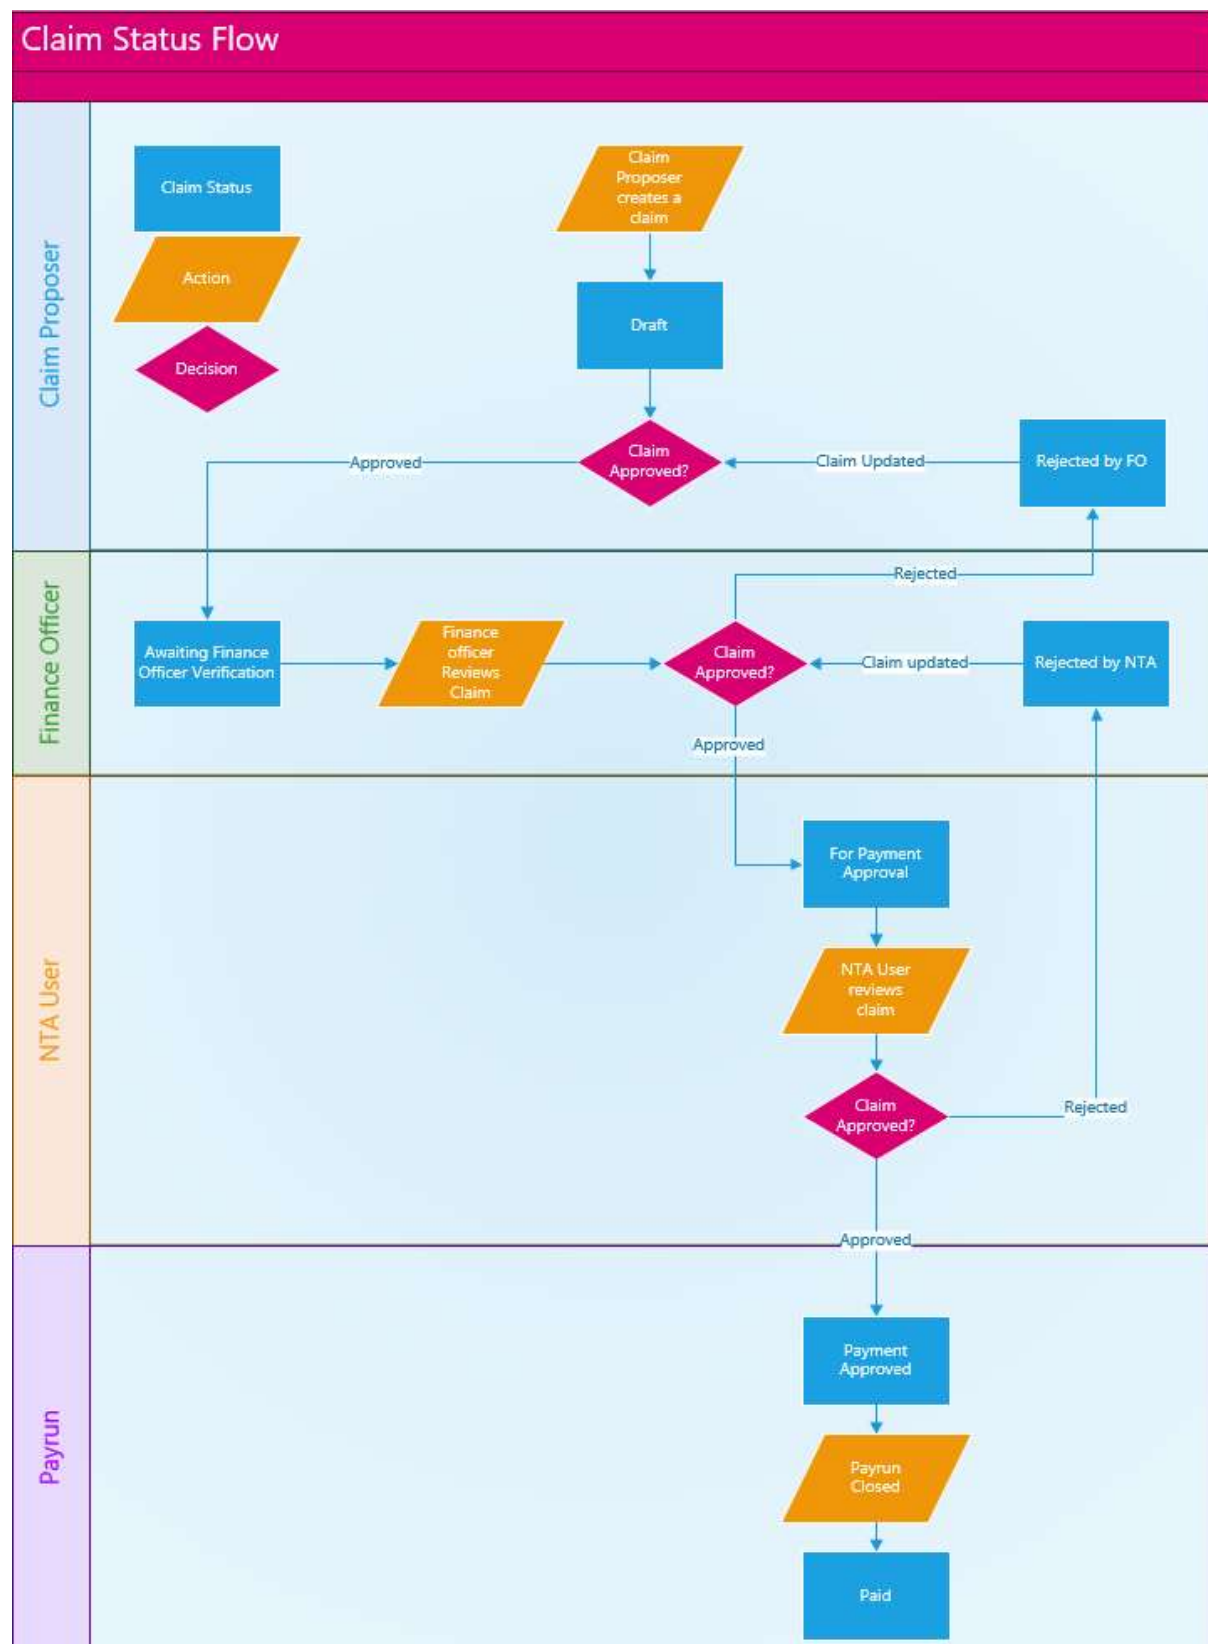 Claim Status Flow
Claim Proposer
Claim Status
Action
Decision
Claim
Proposer
creates a
claim
Draft
Claim
Approved?
Approved
Claim Updated
Rejected by FO
Finance Officer
Rejected
Awaiting Finance
Officer Verification
Finance
officer
Reviews
Claim
Claim
Approved?
Claim updated
Rejected by NTA
Approved
NTA User
For Payment
Approval
NTA User
reviews
claim
Claim
Approved?
Rejected
Approved
Payrun
Payment
Approved
Payrun
Closed
Paid